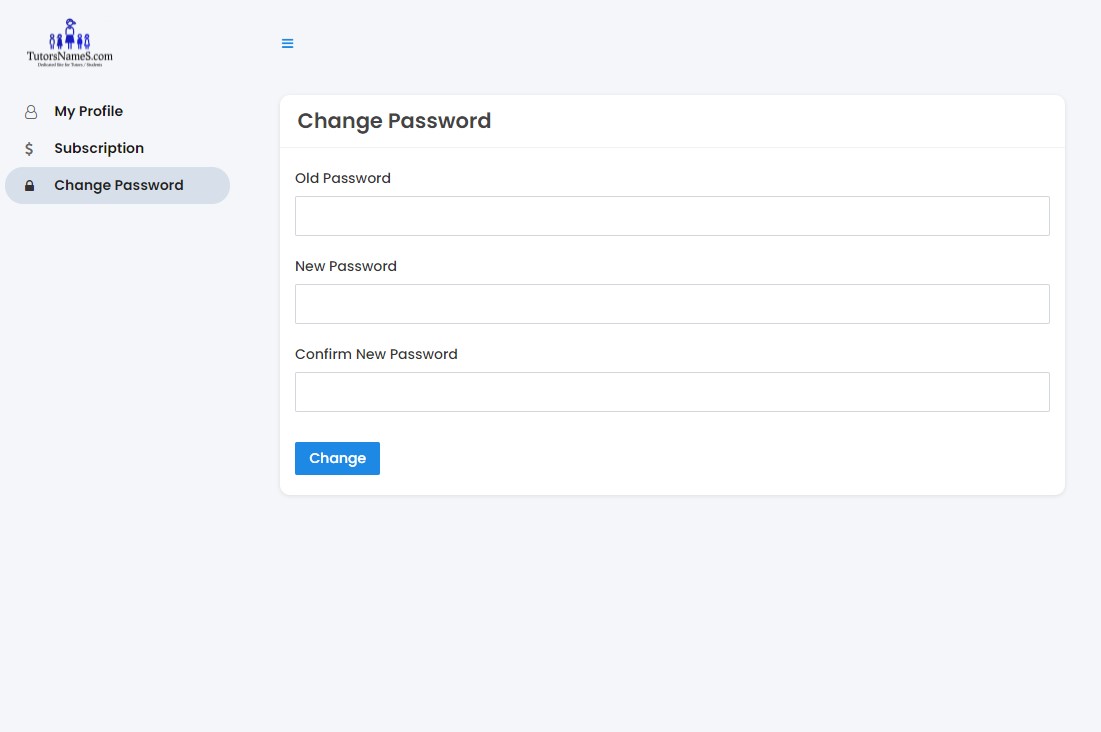 TutorsNameS.com
Dedicated Site for Tutors / Students
My Profile
Subscription
Change Password
Change Password
Old Password
New Password
Confirm New Password
Change